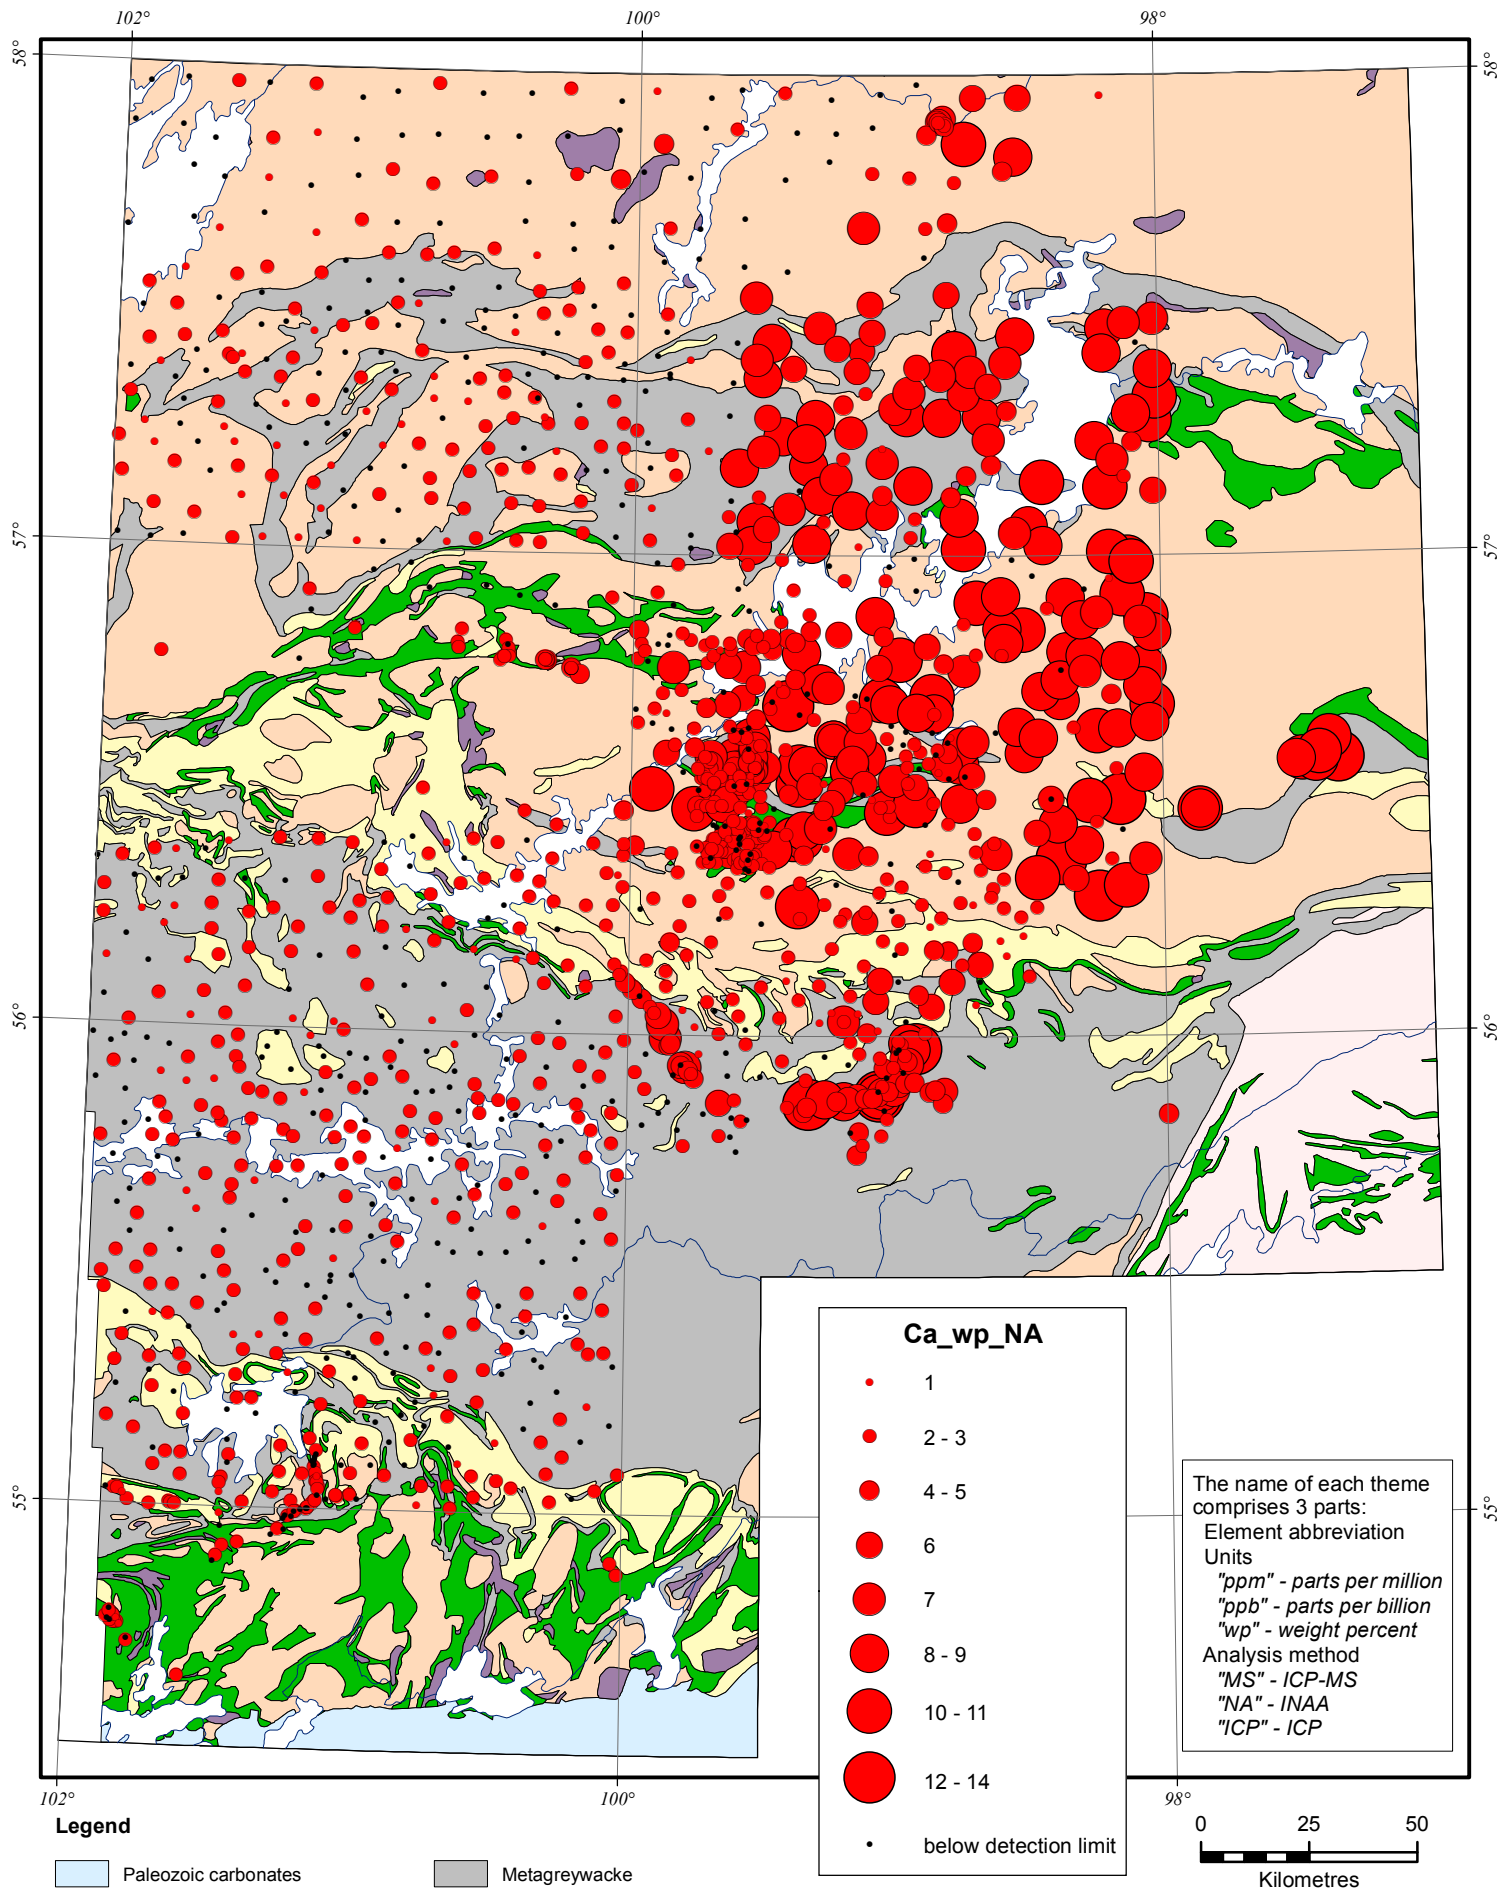 102°
100°
98°
58°
58°
57°
57°
56°
56°
55°
55°
Ca_wp_NA
1
2 - 3
4 - 5
6
7
8 - 9
10 - 11
12 - 14
below detection limit
The name of each theme
comprises 3 parts:
Element abbreviation
Units
"ppm" - parts per million
"ppb" - parts per billion
"wp" - weight percent
Analysis method
"MS" - ICP-MS
"NA" - INAA
"ICP" - ICP
102°
100°
98°
Legend
Paleozoic carbonates
Metagreywacke
0 25 50
Kilometres